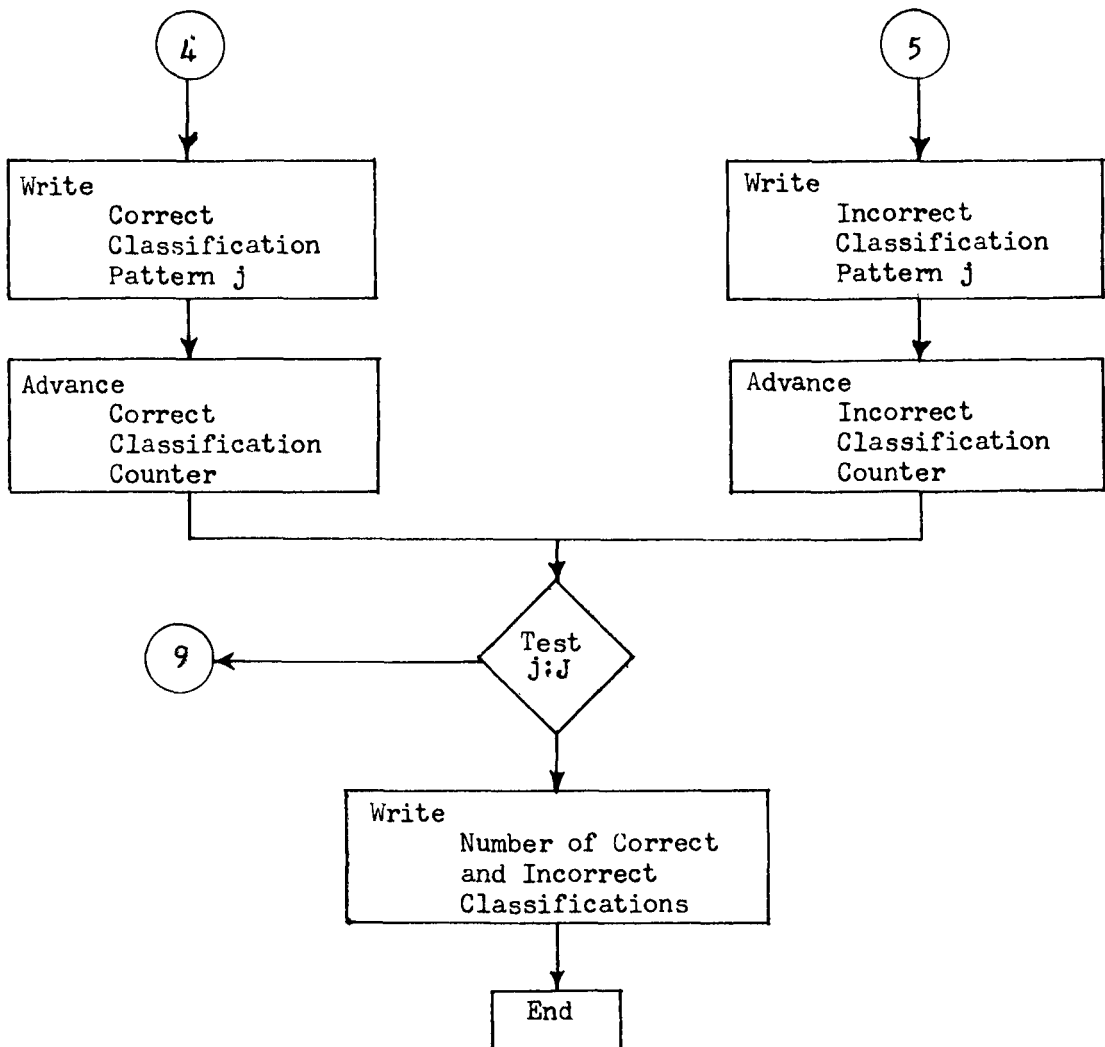 4
5
Write
Correct
Classification
Pattern j
Write
Incorrect
Classification
Pattern j
Advance
Correct
Classification
Counter
Advance
Incorrect
Classification
Counter
9
Test
j:J
Write
Number of Correct
and Incorrect
Classifications
End